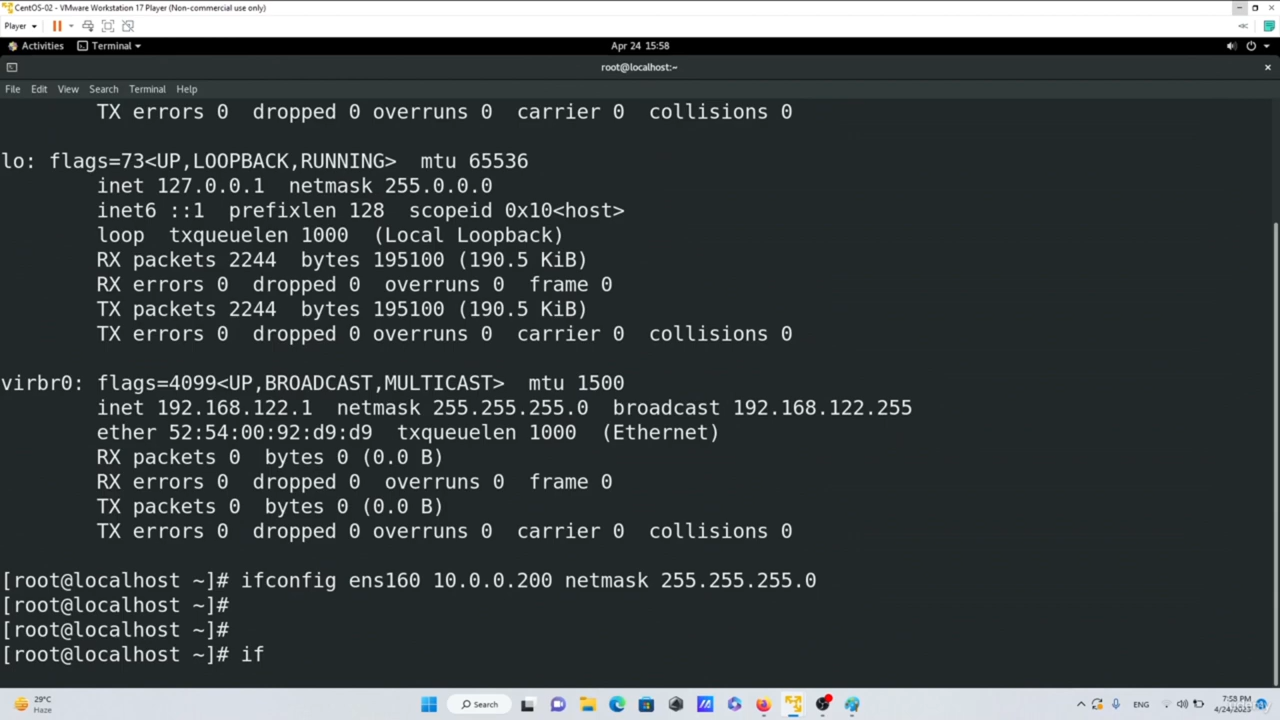 CentOS-02 - VMware Workstation 17 Player (Non-commercial use only)
Player
Activities Terminal Apr 24 15:58
root@localhost:~
File Edit View Search Terminal Help
TX errors 0 dropped 0 overruns 0 carrier 0 collisions 0
lo: flags=73<UP,LOOPBACK,RUNNING> mtu 65536
inet 127.0.0.1 netmask 255.0.0.0
inet6 ::1 prefixlen 128 scopeid 0x10<host>
loop txqueuelen 1000 (Local Loopback)
RX packets 2244 bytes 195100 (190.5 KiB)
RX errors 0 dropped 0 overruns 0 frame 0
TX packets 2244 bytes 195100 (190.5 KiB)
TX errors 0 dropped 0 overruns 0 carrier 0 collisions 0
virbr0: flags=4099<UP,BROADCAST,MULTICAST> mtu 1500
inet 192.168.122.1 netmask 255.255.255.0 broadcast 192.168.122.255
ether 52:54:00:92:d9:d9 txqueuelen 1000 (Ethernet)
RX packets 0 bytes 0 (0.0 B)
RX errors 0 dropped 0 overruns 0 frame 0
TX packets 0 bytes 0 (0.0 B)
TX errors 0 dropped 0 overruns 0 carrier 0 collisions 0
[root@localhost ~]# ifconfig ens160 10.0.0.200 netmask 255.255.255.0
[root@localhost ~]#
[root@localhost ~]#
[root@localhost ~]# if
29°C
Haze
Search
ENG
7:58 PM
4/24/2023